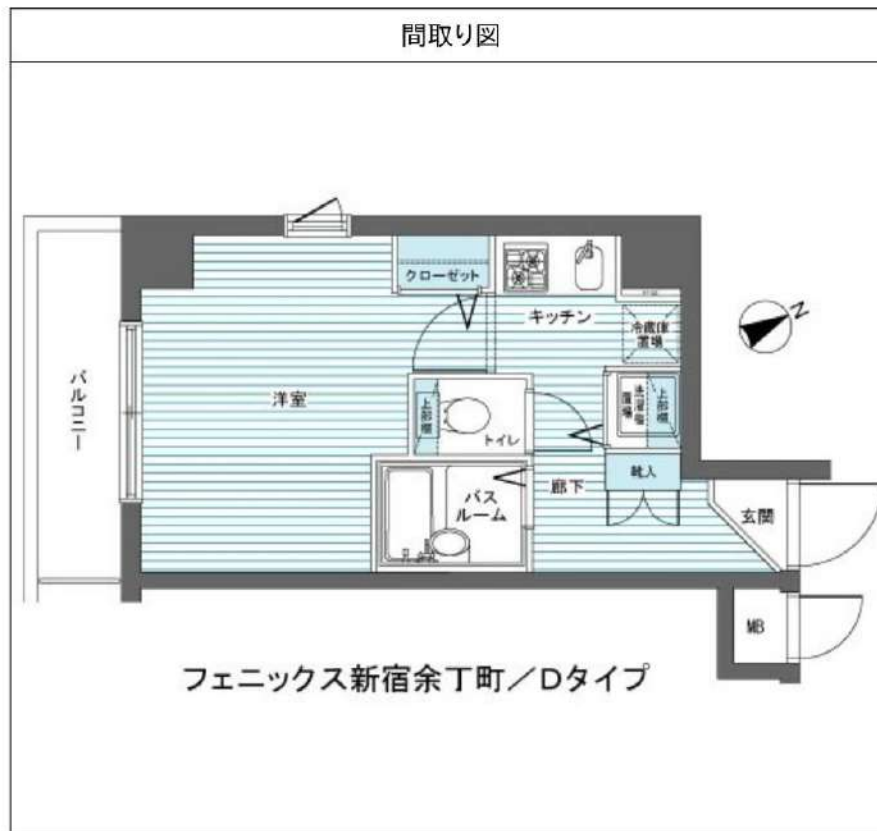 間取り図
クローゼット
キッチン
冷蔵庫
置場
N
バルコニー
洋室
上部棚
トイレ
洗濯機
置場
上部棚
靴入
廊下
バス
ルーム
玄関
MB
フェニックス新宿余丁町/Dタイプ